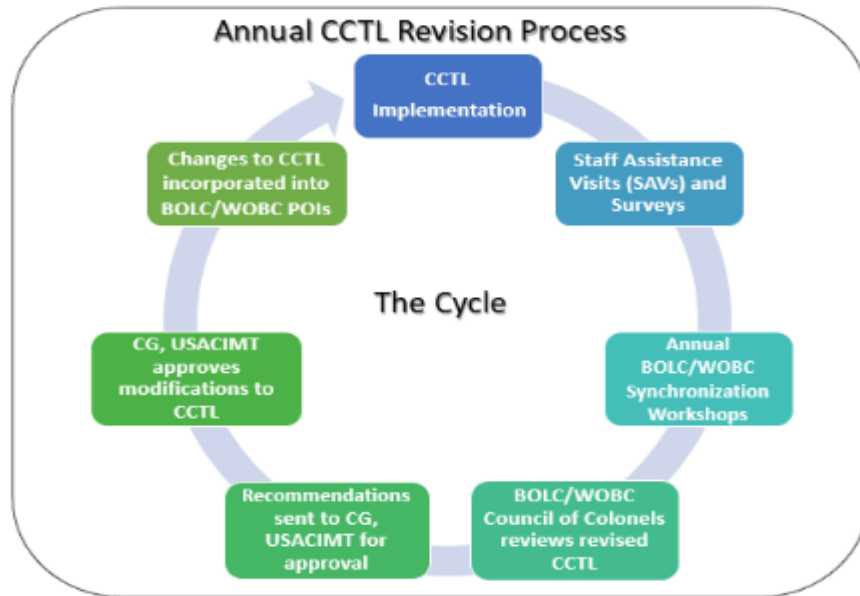 Annual CCTL Revision Process
CCTL
Implementation
Staff Assistance
Visits (SAVs) and
Surveys
Annual
BOLC/WOBC
Synchronization
Workshops
BOLC/WOBC
Council of Colonels
reviews revised
CCTL
Recommendations
sent to CG,
USACIMT for
approval
CG, USACIMT
approves
modifications to
CCTL
Changes to CCTL
incorporated into
BOLC/WOBC POIs
The Cycle